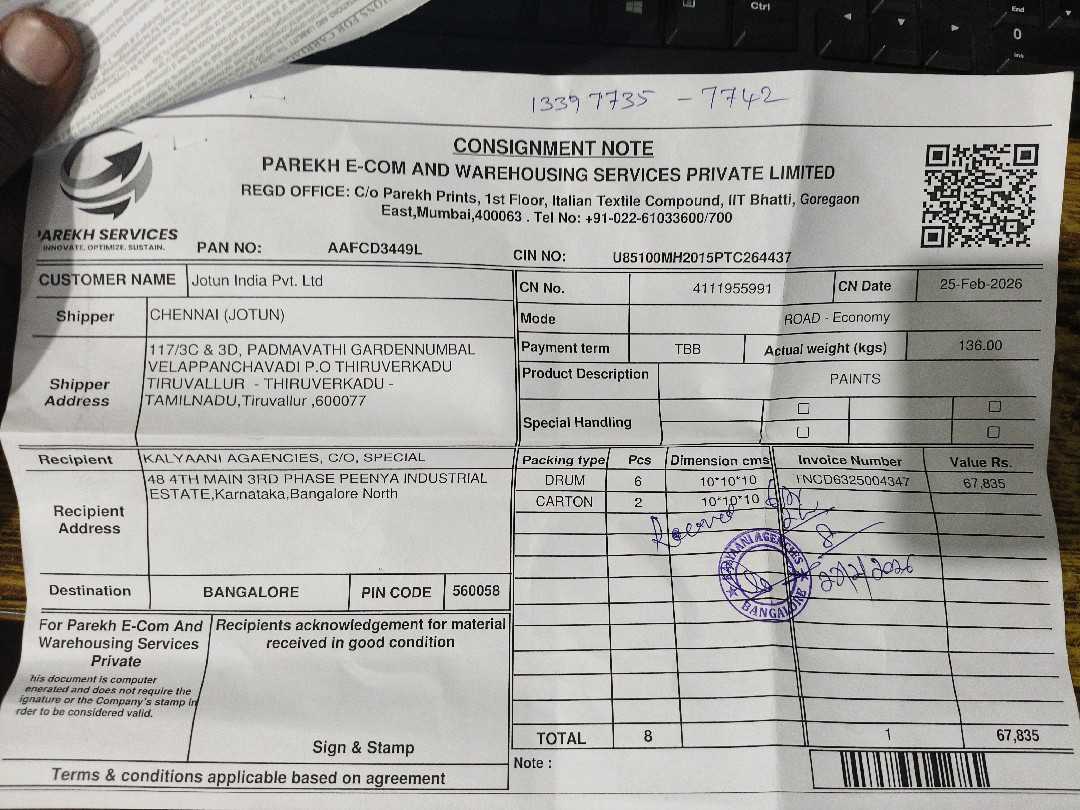 13397735 - 7742
CONSIGNMENT NOTE
PAREKH E-COM AND WAREHOUSING SERVICES PRIVATE LIMITED
REGD OFFICE: C/o Parekh Prints, 1st Floor, Italian Textile Compound, IIT Bhatti, Goregaon
East,Mumbai,400063 . Tel No: +91-022-61033600/700
PAREKH SERVICES
INNOVATE. OPTIMIZE. SUSTAIN.
PAN NO: AAFCD3449L CIN NO: U85100MH2015PTC264437
CUSTOMER NAME Jotun India Pvt. Ltd
Shipper CHENNAI (JOTUN)
Shipper Address
117/3C & 3D, PADMAVATHI GARDENNUMBAL
VELAPPANCHAVADI P.O THIRUVERKADU
TIRUVALLUR - THIRUVERKADU -
TAMILNADU,Tiruvallur ,600077
CN No. 4111955991 CN Date 25-Feb-2026
Mode ROAD - Economy
Payment term TBB Actual weight (kgs) 136.00
Product Description PAINTS
Special Handling
Recipient KALYAANI AGAENCIES, C/O, SPECIAL
Recipient Address
48 4TH MAIN 3RD PHASE PEENYA INDUSTRIAL
ESTATE,Karnataka,Bangalore North
Destination BANGALORE PIN CODE 560058
Packing type Pcs Dimension cms Invoice Number Value Rs.
DRUM 6 10*10*10 TNCD6325004347 67,835
CARTON 2 10*10*10
Received
KALYAANI AGENCIES
BANGALORE
TOTAL 8 1 67,835
Note :
For Parekh E-Com And
Warehousing Services
Private
his document is computer
enerated and does not require the
ignature or the Company's stamp in
rder to be considered valid.
Recipients acknowledgement for material
received in good condition
Sign & Stamp
Terms & conditions applicable based on agreement
Ctrl
End
0
Ins